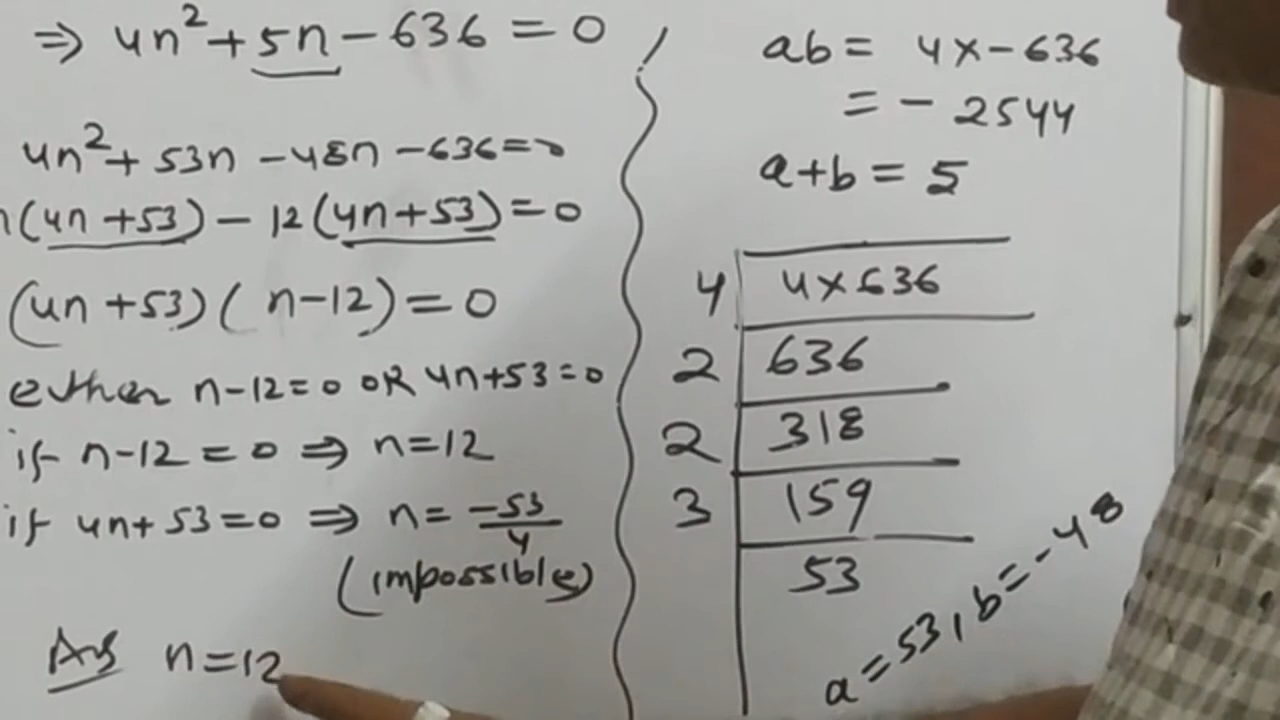 ⇒ 4n² + 5n − 636 = 0
4n² + 53n − 48n − 636 = 0
n(4n + 53) − 12(4n + 53) = 0
(4n + 53)( n − 12) = 0
either n − 12 = 0 OR 4n + 53 = 0
if n − 12 = 0 ⇒ n = 12
if 4n + 53 = 0 ⇒ n = −53/4
(impossible)
Ans n = 12
ab = 4 × − 636
= − 2544
a + b = 5
4 | 4 × 636
2 | 636
2 | 318
3 | 159
53
a = 53, b = −48